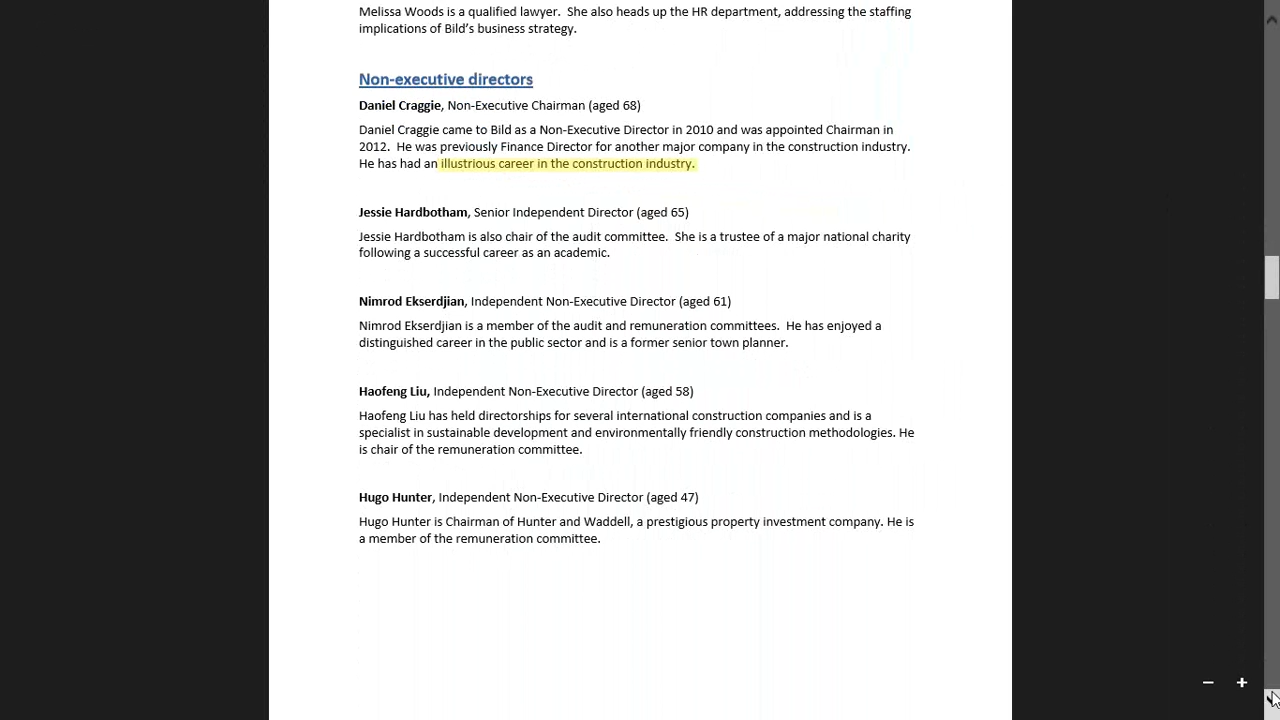 Melissa Woods is a qualified lawyer.  She also heads up the HR department, addressing the staffing
implications of Bild's business strategy.
Non-executive directors
Daniel Craggie, Non-Executive Chairman (aged 68)
Daniel Craggie came to Bild as a Non-Executive Director in 2010 and was appointed Chairman in
2012.  He was previously Finance Director for another major company in the construction industry.
He has had an illustrious career in the construction industry.
Jessie Hardbotham, Senior Independent Director (aged 65)
Jessie Hardbotham is also chair of the audit committee.  She is a trustee of a major national charity
following a successful career as an academic.
Nimrod Ekserdjian, Independent Non-Executive Director (aged 61)
Nimrod Ekserdjian is a member of the audit and remuneration committees.  He has enjoyed a
distinguished career in the public sector and is a former senior town planner.
Haofeng Liu, Independent Non-Executive Director (aged 58)
Haofeng Liu has held directorships for several international construction companies and is a
specialist in sustainable development and environmentally friendly construction methodologies. He
is chair of the remuneration committee.
Hugo Hunter, Independent Non-Executive Director (aged 47)
Hugo Hunter is Chairman of Hunter and Waddell, a prestigious property investment company. He is
a member of the remuneration committee.